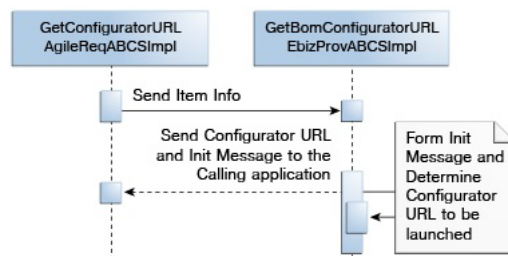 GetConfiguratorURL
AgileReqABCSImpl
GetBomConfiguratorURL
EbizProvABCSImpl
Send Item Info
Send Configurator URL
and Init Message to the
Calling application
Form Init
Message and
Determine
Configurator
URL to be
launched